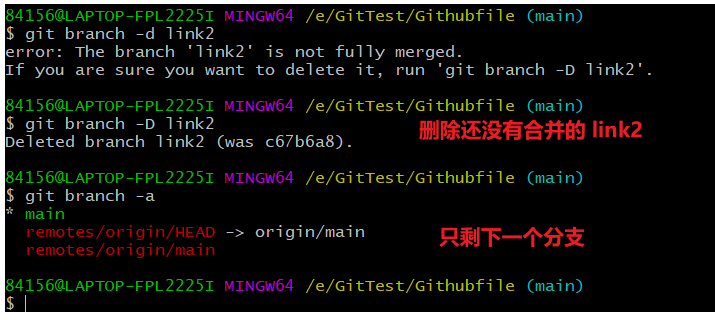 84156@LAPTOP-FPL2225I MINGW64 /e/GitTest/Githubfile (main)
$ git branch -d link2
error: The branch 'link2' is not fully merged.
If you are sure you want to delete it, run 'git branch -D link2'.
84156@LAPTOP-FPL2225I MINGW64 /e/GitTest/Githubfile (main)
$ git branch -D link2
删除还没有合并的 link2
Deleted branch link2 (was c67b6a8).
84156@LAPTOP-FPL2225I MINGW64 /e/GitTest/Githubfile (main)
$ git branch -a
* main
remotes/origin/HEAD -> origin/main
只剩下一个分支
remotes/origin/main
84156@LAPTOP-FPL2225I MINGW64 /e/GitTest/Githubfile (main)
$